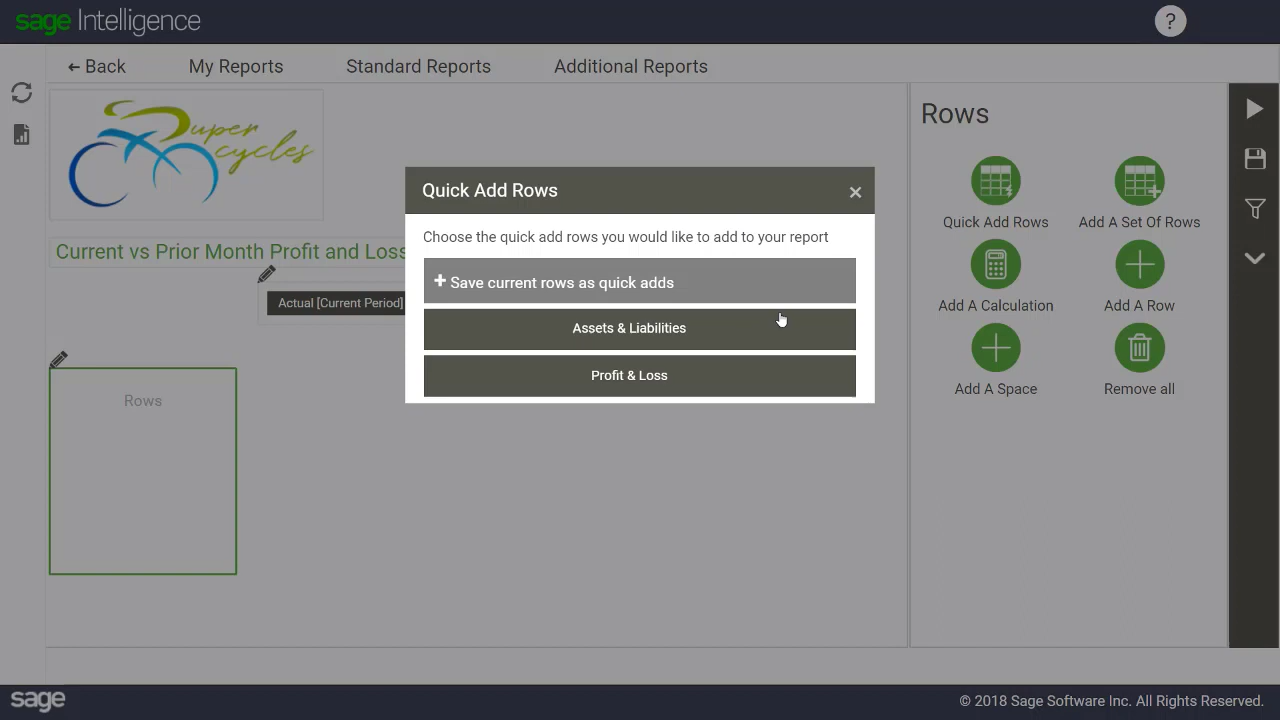 sage Intelligence
?
← Back My Reports Standard Reports Additional Reports
Super cycles
Current vs Prior Month Profit and Loss
Actual [Current Period]
Rows
Quick Add Rows
×
Choose the quick add rows you would like to add to your report
+ Save current rows as quick adds
Assets & Liabilities
Profit & Loss
Rows
Quick Add Rows Add A Set Of Rows
Add A Calculation Add A Row
Add A Space Remove all
sage © 2018 Sage Software Inc. All Rights Reserved.